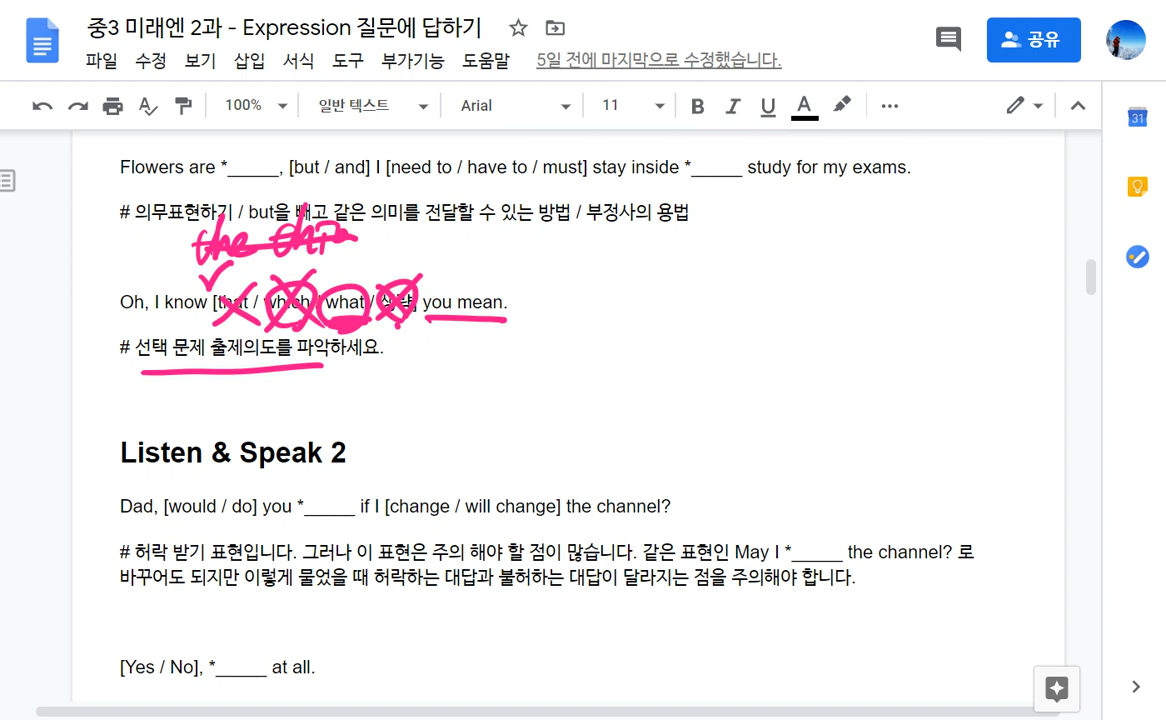 중3 미래엔 2과 - Expression 질문에 답하기
공유
파일 수정 보기 삽입 서식 도구 부가기능 도움말 5일 전에 마지막으로 수정했습니다.
100% 일반 텍스트 Arial 11 B I U A
31
Flowers are *_____, [but / and] I [need to / have to / must] stay inside *_____ study for my exams.
# 의무표현하기 / but을 빼고 같은 의미를 전달할 수 있는 방법 / 부정사의 용법
the
Oh, I know [that / which / what / 생략] you mean.
# 선택 문제 출제의도를 파악하세요.
Listen & Speak 2
Dad, [would / do] you *_____ if I [change / will change] the channel?
# 허락 받기 표현입니다. 그러나 이 표현은 주의 해야 할 점이 많습니다. 같은 표현인 May I *_____ the channel? 로
바꾸어도 되지만 이렇게 물었을 때 허락하는 대답과 불허하는 대답이 달라지는 점을 주의해야 합니다.
[Yes / No], *_____ at all.